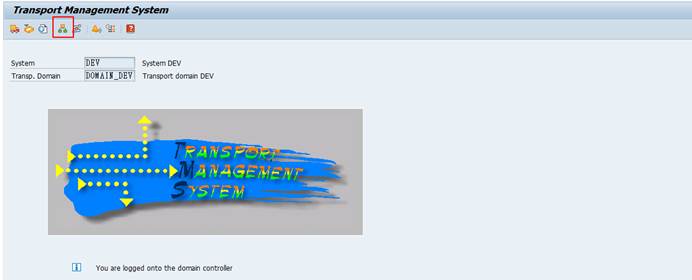 Transport Management System
System DEV System DEV
Transp. Domain DOMAIN_DEV Transport domain DEV
TRANSPORT
MANAGEMENT
SYSTEM
You are logged onto the domain controller